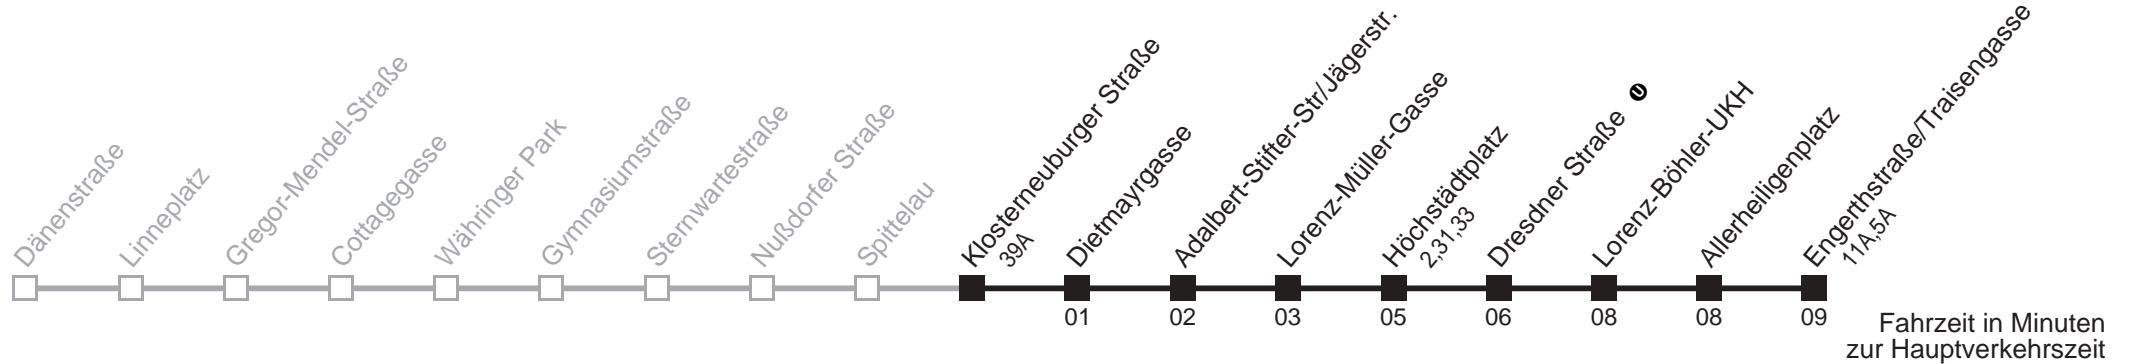 Dänenstraße
Linneplatz
Gregor-Mendel-Straße
Cottagegasse
Währinger Park
Gymnasiumstraße
Sternwartestraße
Nußdorfer Straße
Spittelau
Klosterneuburger Straße
39A
Dietmayrgasse
Adalbert-Stifter-Str/Jägerstr.
Lorenz-Müller-Gasse
Höchstädtplatz
2,31,33
Dresdner Straße U
Lorenz-Böhler-UKH
Allerheiligenplatz
Engerthstraße/Traisengasse
11A,5A
01 02 03 05 06 08 08 09
Fahrzeit in Minuten
zur Hauptverkehrszeit